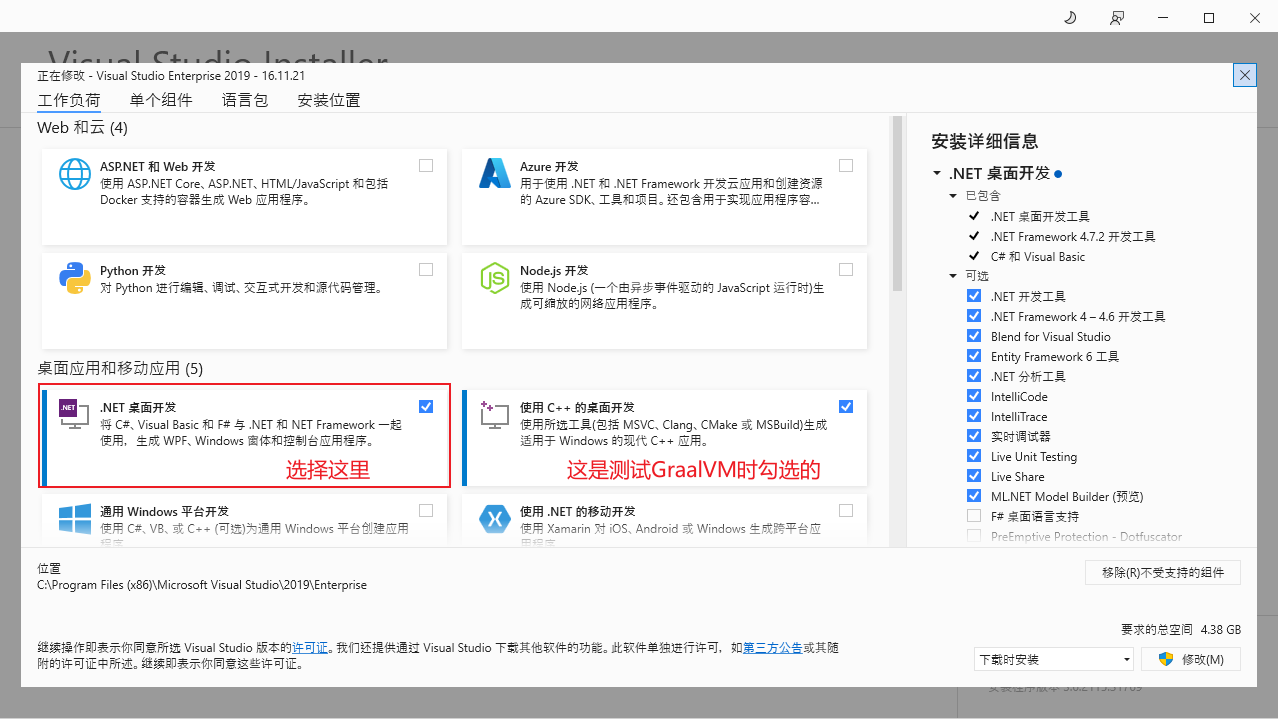 Visual Studio Installer
正在修改 - Visual Studio Enterprise 2019 - 16.11.21
工作负荷 单个组件 语言包 安装位置
Web 和云 (4)
ASP.NET 和 Web 开发
使用 ASP.NET Core、ASP.NET、HTML/JavaScript 和包括
Docker 支持的容器生成 Web 应用程序。
Azure 开发
用于使用 .NET 和 .NET Framework 开发云应用和创建资源
的 Azure SDK、工具和项目。还包含用于实现应用程序容...
Python 开发
对 Python 进行编辑、调试、交互式开发和源代码管理。
Node.js 开发
使用 Node.js (一个由异步事件驱动的 JavaScript 运行时)生
成可缩放的网络应用程序。
桌面应用和移动应用 (5)
.NET
.NET 桌面开发
将 C#、Visual Basic 和 F# 与 .NET 和 .NET Framework 一起
使用，生成 WPF、Windows 窗体和控制台应用程序。
选择这里
使用 C++ 的桌面开发
使用所选工具(包括 MSVC、Clang、CMake 或 MSBuild)生成
适用于 Windows 的现代 C++ 应用。
这是测试GraalVM时勾选的
通用 Windows 平台开发
使用 C#、VB、或 C++ (可选)为通用 Windows 平台创建应用
程序
使用 .NET 的移动开发
使用 Xamarin 对 iOS、Android 或 Windows 生成跨平台应
用程序
安装详细信息
.NET 桌面开发
已包含
.NET 桌面开发工具
.NET Framework 4.7.2 开发工具
C# 和 Visual Basic
可选
.NET 开发工具
.NET Framework 4 – 4.6 开发工具
Blend for Visual Studio
Entity Framework 6 工具
.NET 分析工具
IntelliCode
IntelliTrace
实时调试器
Live Unit Testing
Live Share
ML.NET Model Builder (预览)
F# 桌面语言支持
PreEmptive Protection - Dotfuscator
位置
C:\Program Files (x86)\Microsoft Visual Studio\2019\Enterprise
移除(R)不受支持的组件
要求的总空间 4.38 GB
继续操作即表示你同意所选 Visual Studio 版本的许可证。我们还提供通过 Visual Studio 下载其他软件的功能。此软件单独进行许可，如第三方公告或其随
附的许可证中所述。继续即表示你同意这些许可证。
下载时安装
修改(M)